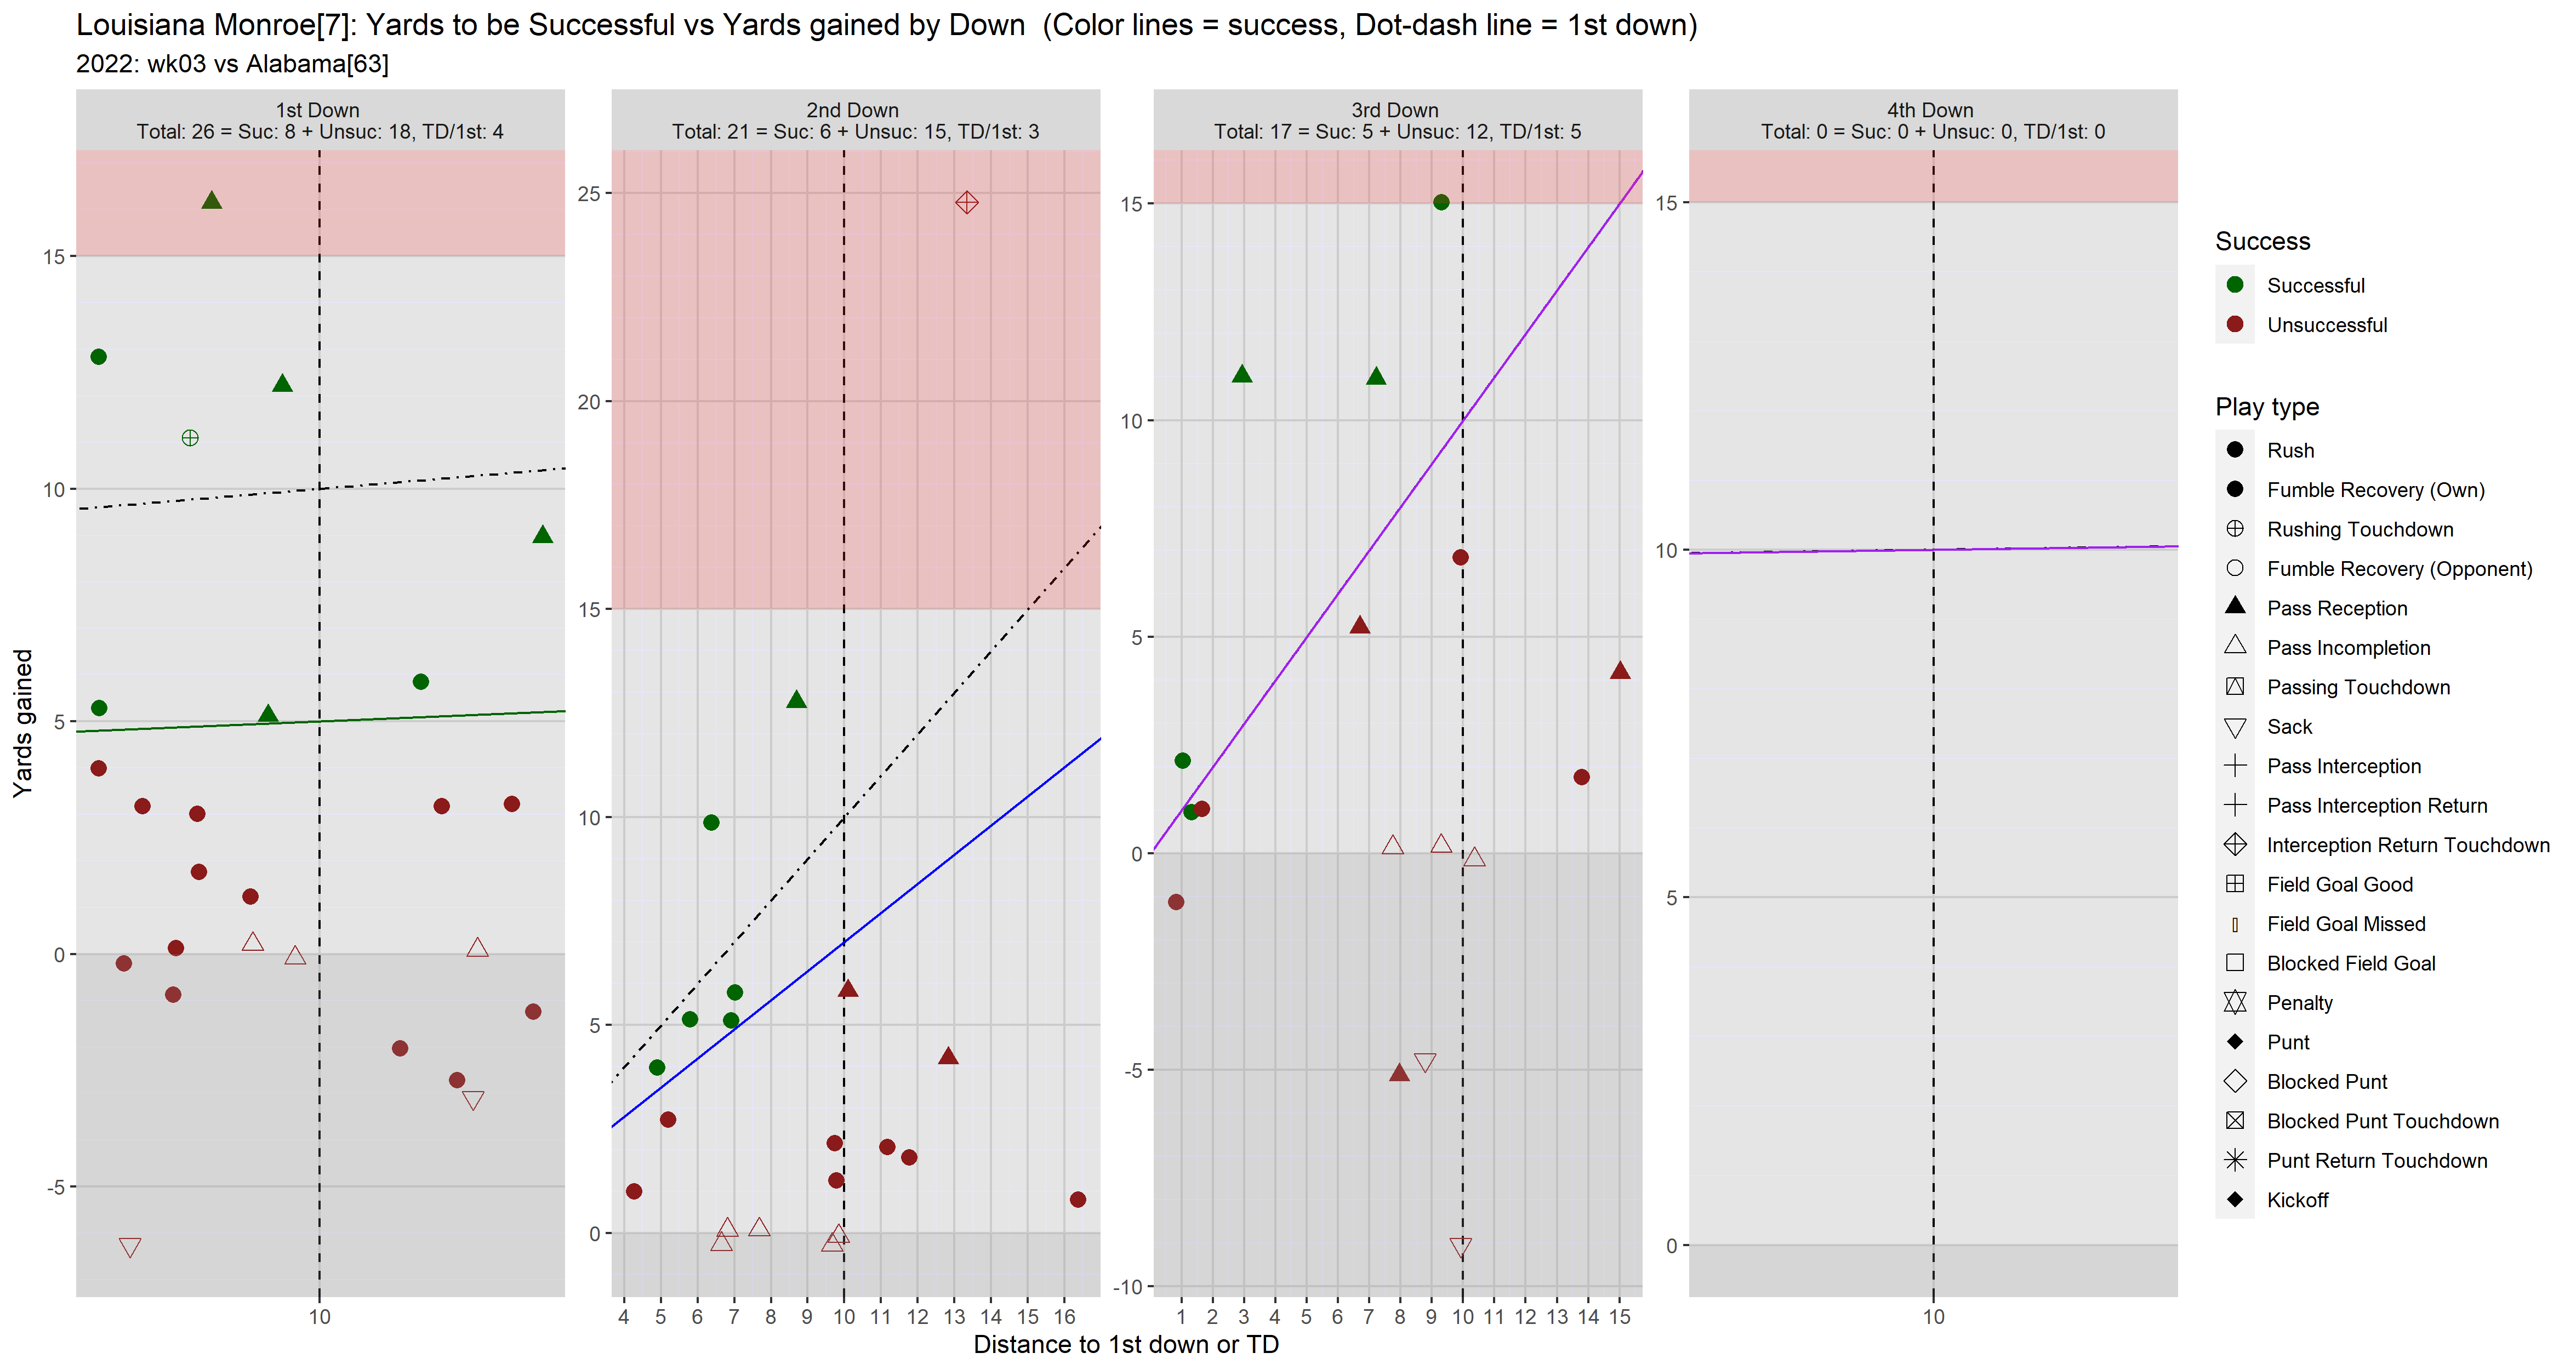 Louisiana Monroe[7]: Yards to be Successful vs Yards gained by Down  (Color lines = success, Dot-dash line = 1st down)
2022: wk03 vs Alabama[63]
1st Down
Total: 26 = Suc: 8 + Unsuc: 18, TD/1st: 4
2nd Down
Total: 21 = Suc: 6 + Unsuc: 15, TD/1st: 3
3rd Down
Total: 17 = Suc: 5 + Unsuc: 12, TD/1st: 5
4th Down
Total: 0 = Suc: 0 + Unsuc: 0, TD/1st: 0
Yards gained
15
10
5
0
-5
10
25
20
15
10
5
0
4 5 6 7 8 9 10 11 12 13 14 15 16
15
10
5
0
-5
-10
1 2 3 4 5 6 7 8 9 10 11 12 13 14 15
15
10
5
0
10
Distance to 1st down or TD
Success
Successful
Unsuccessful
Play type
Rush
Fumble Recovery (Own)
Rushing Touchdown
Fumble Recovery (Opponent)
Pass Reception
Pass Incompletion
Passing Touchdown
Sack
Pass Interception
Pass Interception Return
Interception Return Touchdown
Field Goal Good
Field Goal Missed
Blocked Field Goal
Penalty
Punt
Blocked Punt
Blocked Punt Touchdown
Punt Return Touchdown
Kickoff